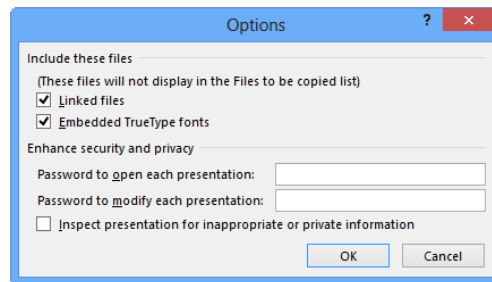 Options
?
Include these files
(These files will not display in the Files to be copied list)
Linked files
Embedded TrueType fonts
Enhance security and privacy
Password to open each presentation:
Password to modify each presentation:
Inspect presentation for inappropriate or private information
OK Cancel